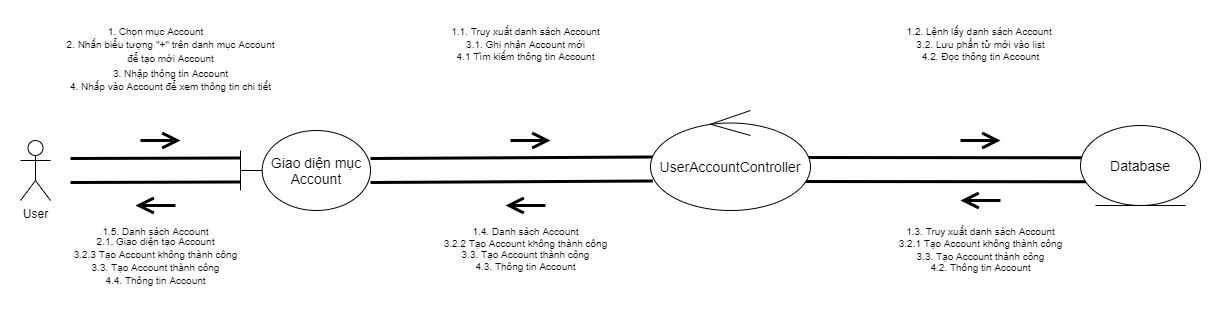 1. Chọn mục Account
2. Nhấn biểu tượng "+" trên danh mục Account
để tạo mới Account
3. Nhập thông tin Account
4. Nhấp vào Account để xem thông tin chi tiết
1.1. Truy xuất danh sách Account
3.1. Ghi nhận Account mới
4.1 Tìm kiếm thông tin Account
1.2. Lệnh lấy danh sách Account
3.2. Lưu phần tử mới vào list
4.2. Đọc thông tin Account
User
Giao diện mục
Account
UserAccountController
Database
1.5. Danh sách Account
2.1. Giao diện tạo Account
3.2.3 Tạo Account không thành công
3.3. Tạo Account thành công
4.4. Thông tin Account
1.4. Danh sách Account
3.2.2 Tạo Account không thành công
3.3. Tạo Account thành công
4.3. Thông tin Account
1.3. Truy xuất danh sách Account
3.2.1 Tạo Account không thành công
3.3. Tạo Account thành công
4.2. Thông tin Account